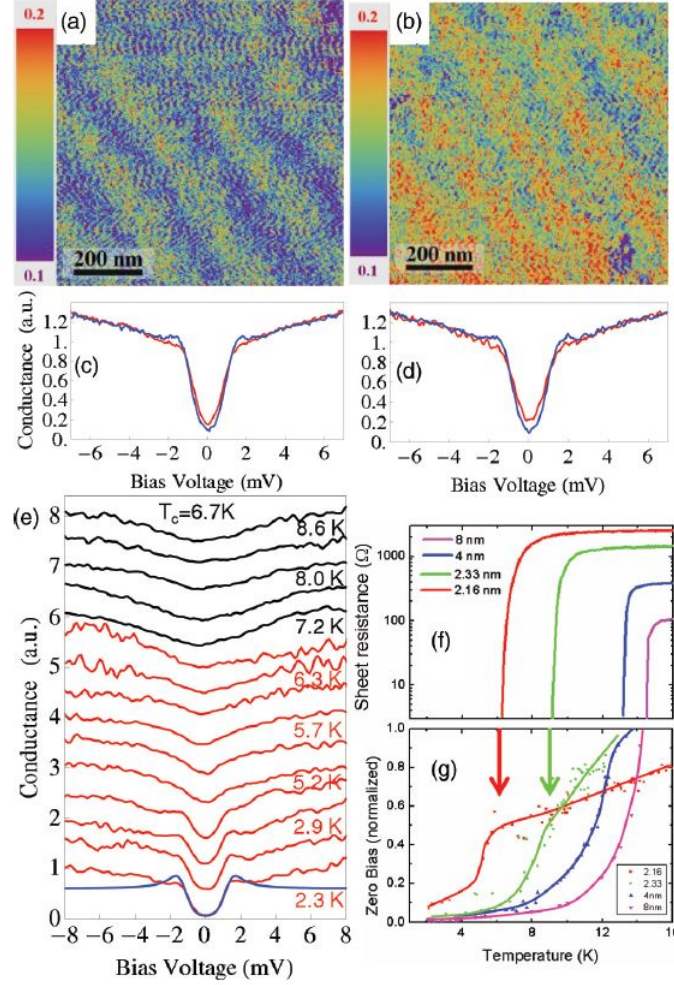 0.2
(a)
200 nm
0.1
0.2
(b)
200 nm
0.1
Conductance (a.u.)
1.2
1.
0.8
0.6
0.4
0.2
0.
(c)
−6 −4 −2 0 2 4 6
Bias Voltage (mV)
1.2
1.
0.8
0.6
0.4
0.2
0.
(d)
−6 −4 −2 0 2 4 6
Bias Voltage (mV)
(e)
Conductance (a.u.)
8
7
6
5
4
3
2
1
0
T_c=6.7K
8.6 K
8.0 K
7.2 K
6.3 K
5.7 K
5.2 K
2.9 K
2.3 K
−8 −6 −4 −2 0 2 4 6 8
Bias Voltage (mV)
Sheet resistance (Ω)
1000
100
10
8 nm
4 nm
2.33 nm
2.16 nm
(f)
Zero Bias (normalized)
1.0
0.8
0.6
0.4
0.2
0.0
(g)
2.16
2.33
4nm
8nm
4 8 12 16
Temperature (K)